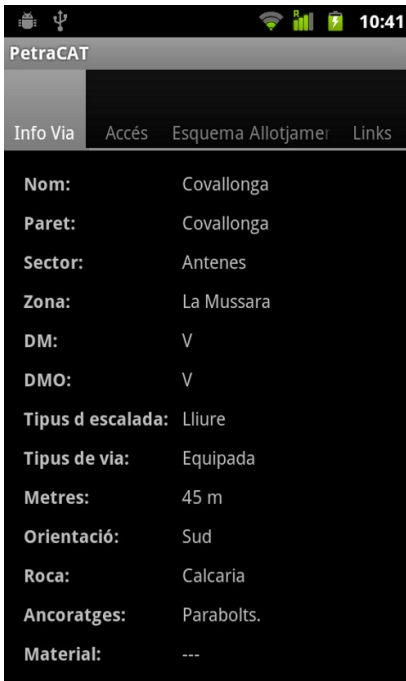 R
10:41
PetraCAT
Info Via Accés Esquema Allotjamen Links
Nom: Covallonga
Paret: Covallonga
Sector: Antenes
Zona: La Mussara
DM: V
DMO: V
Tipus d escalada: Lliure
Tipus de via: Equipada
Metres: 45 m
Orientació: Sud
Roca: Calcaria
Ancoratges: Parabolts.
Material: ---